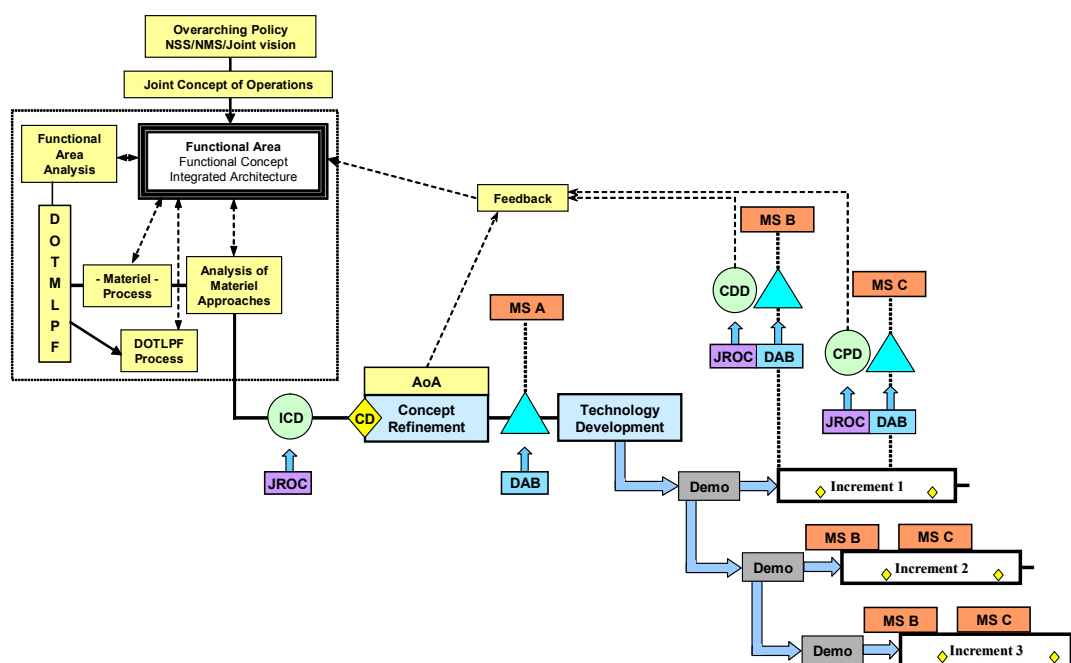 Overarching Policy
NSS/NMS/Joint vision
Joint Concept of Operations
Functional
Area
Analysis
Functional Area
Functional Concept
Integrated Architecture
Feedback
D
O
T
M
L
P
F
- Materiel -
Process
Analysis of
Materiel
Approaches
DOTLPF
Process
MS B
MS C
MS A
CDD
CPD
JROC
DAB
JROC
DAB
AoA
ICD
CD
Concept
Refinement
Technology
Development
JROC
DAB
Demo
Increment 1
MS B
MS C
Demo
Increment 2
MS B
MS C
Demo
Increment 3